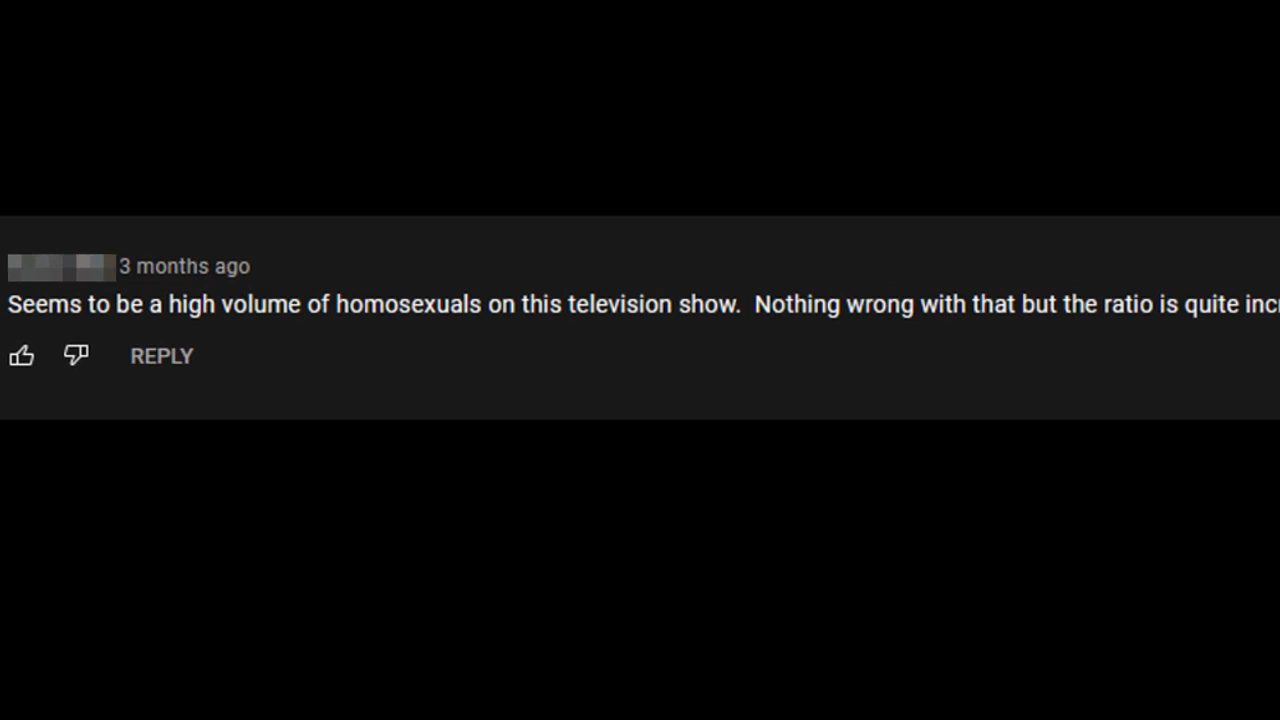 3 months ago
Seems to be a high volume of homosexuals on this television show.  Nothing wrong with that but the ratio is quite
REPLY